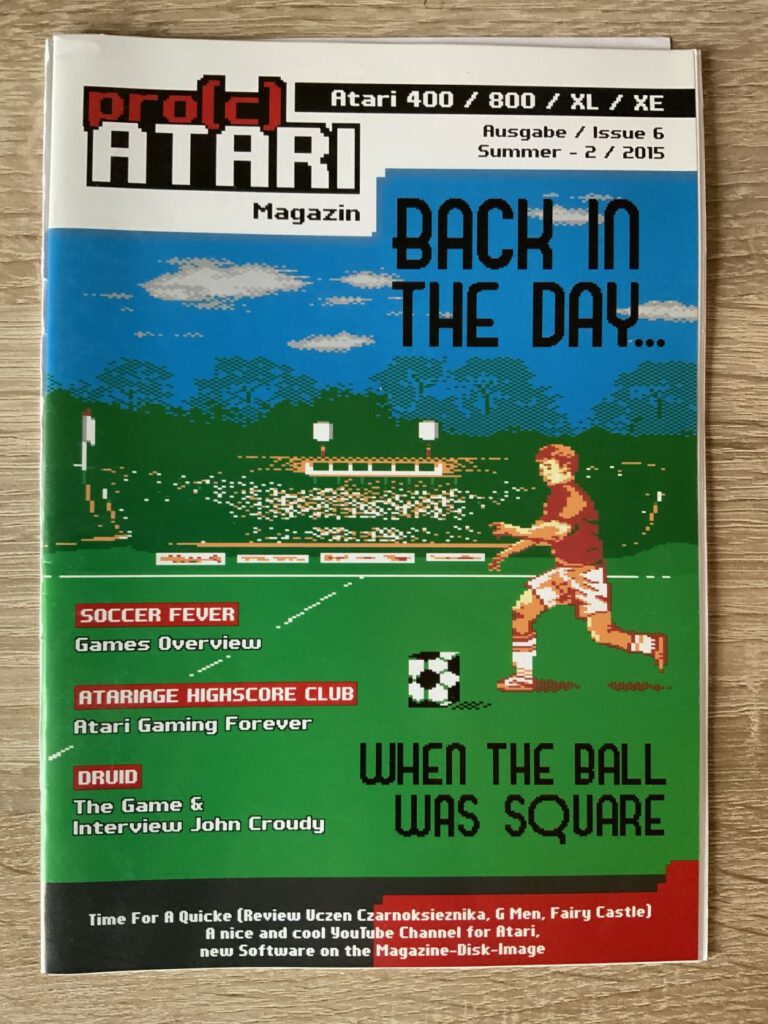 pro(c)
ATARI
Magazin
Atari 400 / 800 / XL / XE
Ausgabe / Issue 6
Summer - 2 / 2015
BACK IN
THE DAY...
SOCCER FEVER
Games Overview
ATARIAGE HIGHSCORE CLUB
Atari Gaming Forever
DRUID
The Game &
Interview John Croudy
WHEN THE BALL
WAS SQUARE
Time For A Quicke (Review Uczen Czarnoksieznika, G Men, Fairy Castle)
A nice and cool YouTube Channel for Atari,
new Software on the Magazine-Disk-Image